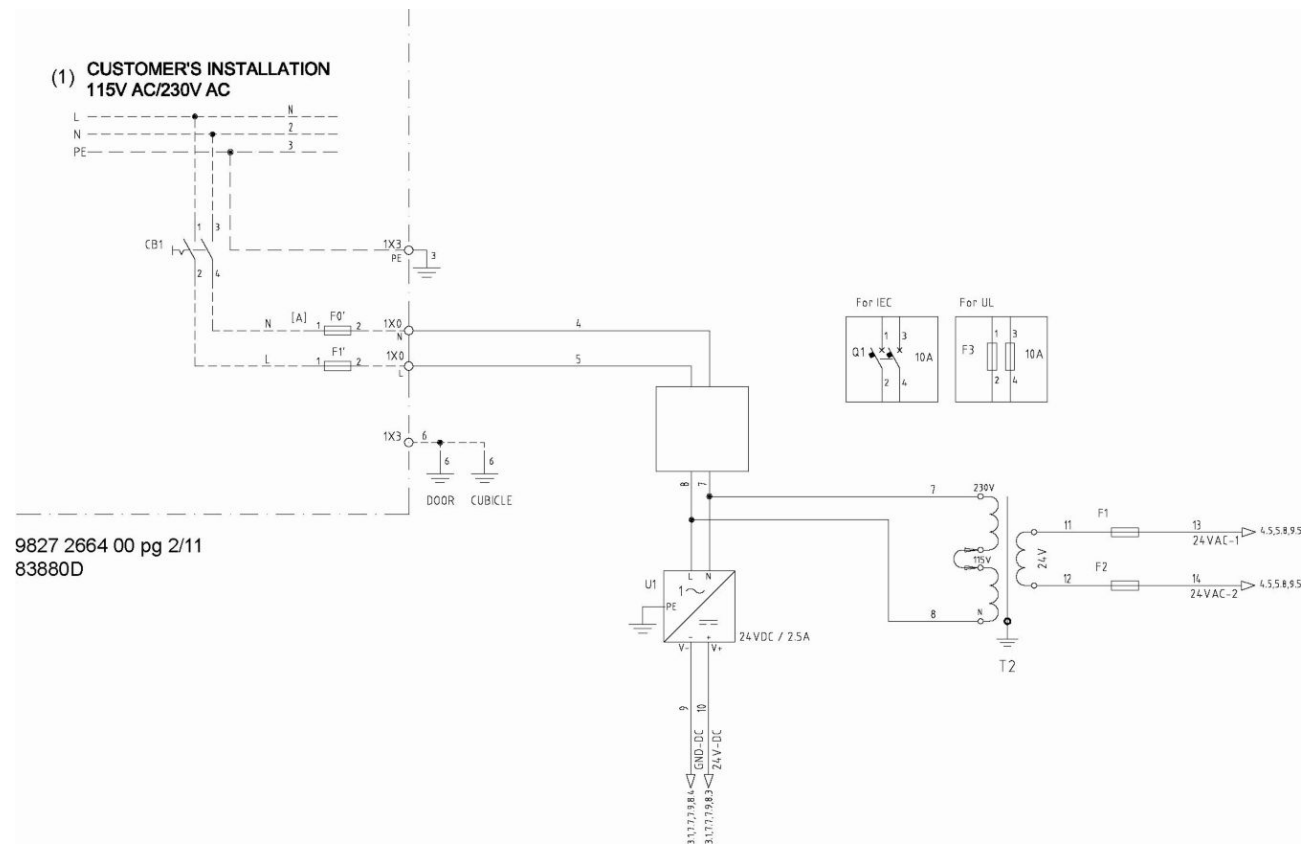 (1) CUSTOMER'S INSTALLATION
115V AC/230V AC
L N
N 2
PE 3
1 3
CB1
2 4
1X3
PE
3
N [A] 1 F0' 2 1X0
N
4
L 1 F1' 2 1X0
L
5
1X3 6
6 6
DOOR CUBICLE
9827 2664 00 pg 2/11
83880D
For IEC
1 3
Q1 10A
2 4
For UL
1 3
F3 10A
2 4
8 7
7 230V
115V
8 N
24V
T2
11 F1 13
24VAC-1
4.5,5.8,9.5
12 F2 14
24VAC-2
4.5,5.8,9.5
U1
L N
1~
PE
- +
24VDC / 2.5A
V- V+
9 10
GND-DC
24V-DC
3.1,7.7,7.9,8.4
3.1,7.7,7.9,8.3